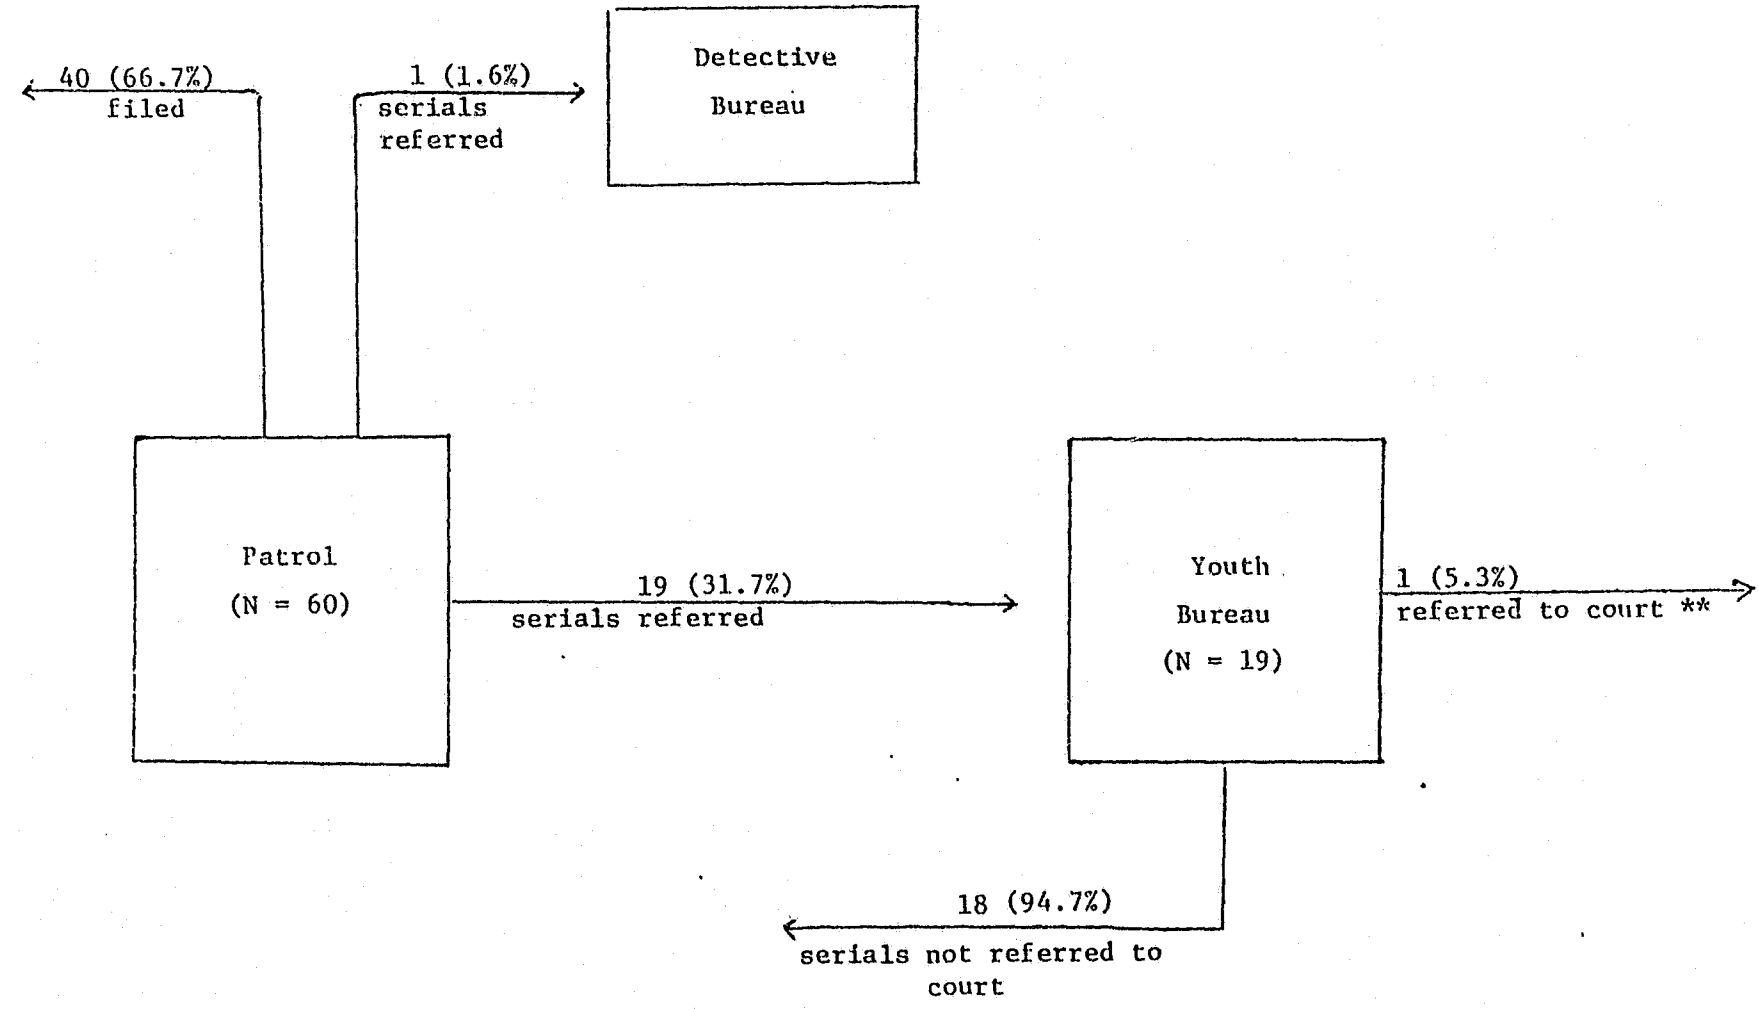 40 (66.7%)
filed
1 (1.6%)
serials
referred
Detective
Bureau
Patrol
(N = 60)
19 (31.7%)
serials referred
Youth
Bureau
(N = 19)
1 (5.3%)
referred to court **
18 (94.7%)
serials not referred to
court